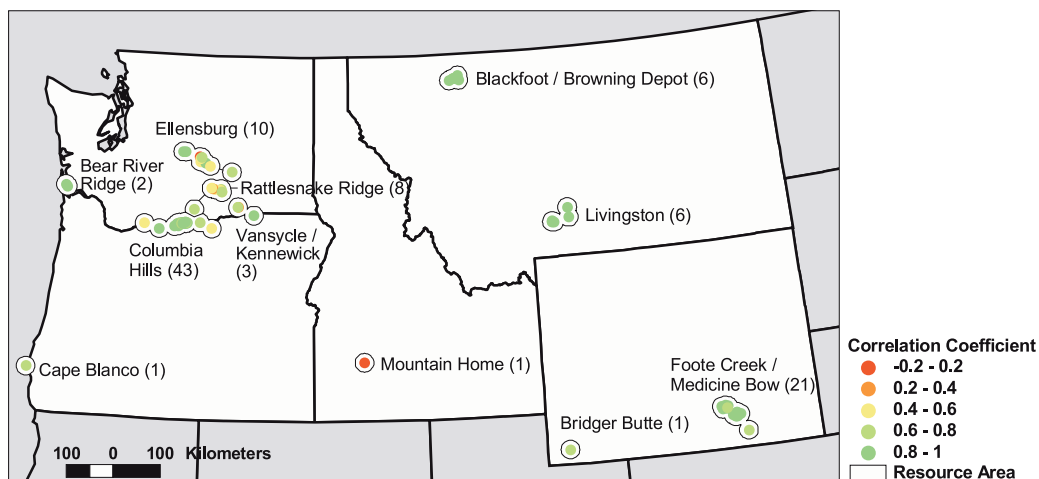 Blackfoot / Browning Depot (6)
Ellensburg (10)
Bear River
Ridge (2)
Rattlesnake Ridge (8)
Livingston (6)
Columbia
Hills (43)
Vansycle /
Kennewick
(3)
Cape Blanco (1)
Mountain Home (1)
Foote Creek /
Medicine Bow (21)
Bridger Butte (1)
100 0 100 Kilometers
Correlation Coefficient
-0.2 - 0.2
0.2 - 0.4
0.4 - 0.6
0.6 - 0.8
0.8 - 1
Resource Area